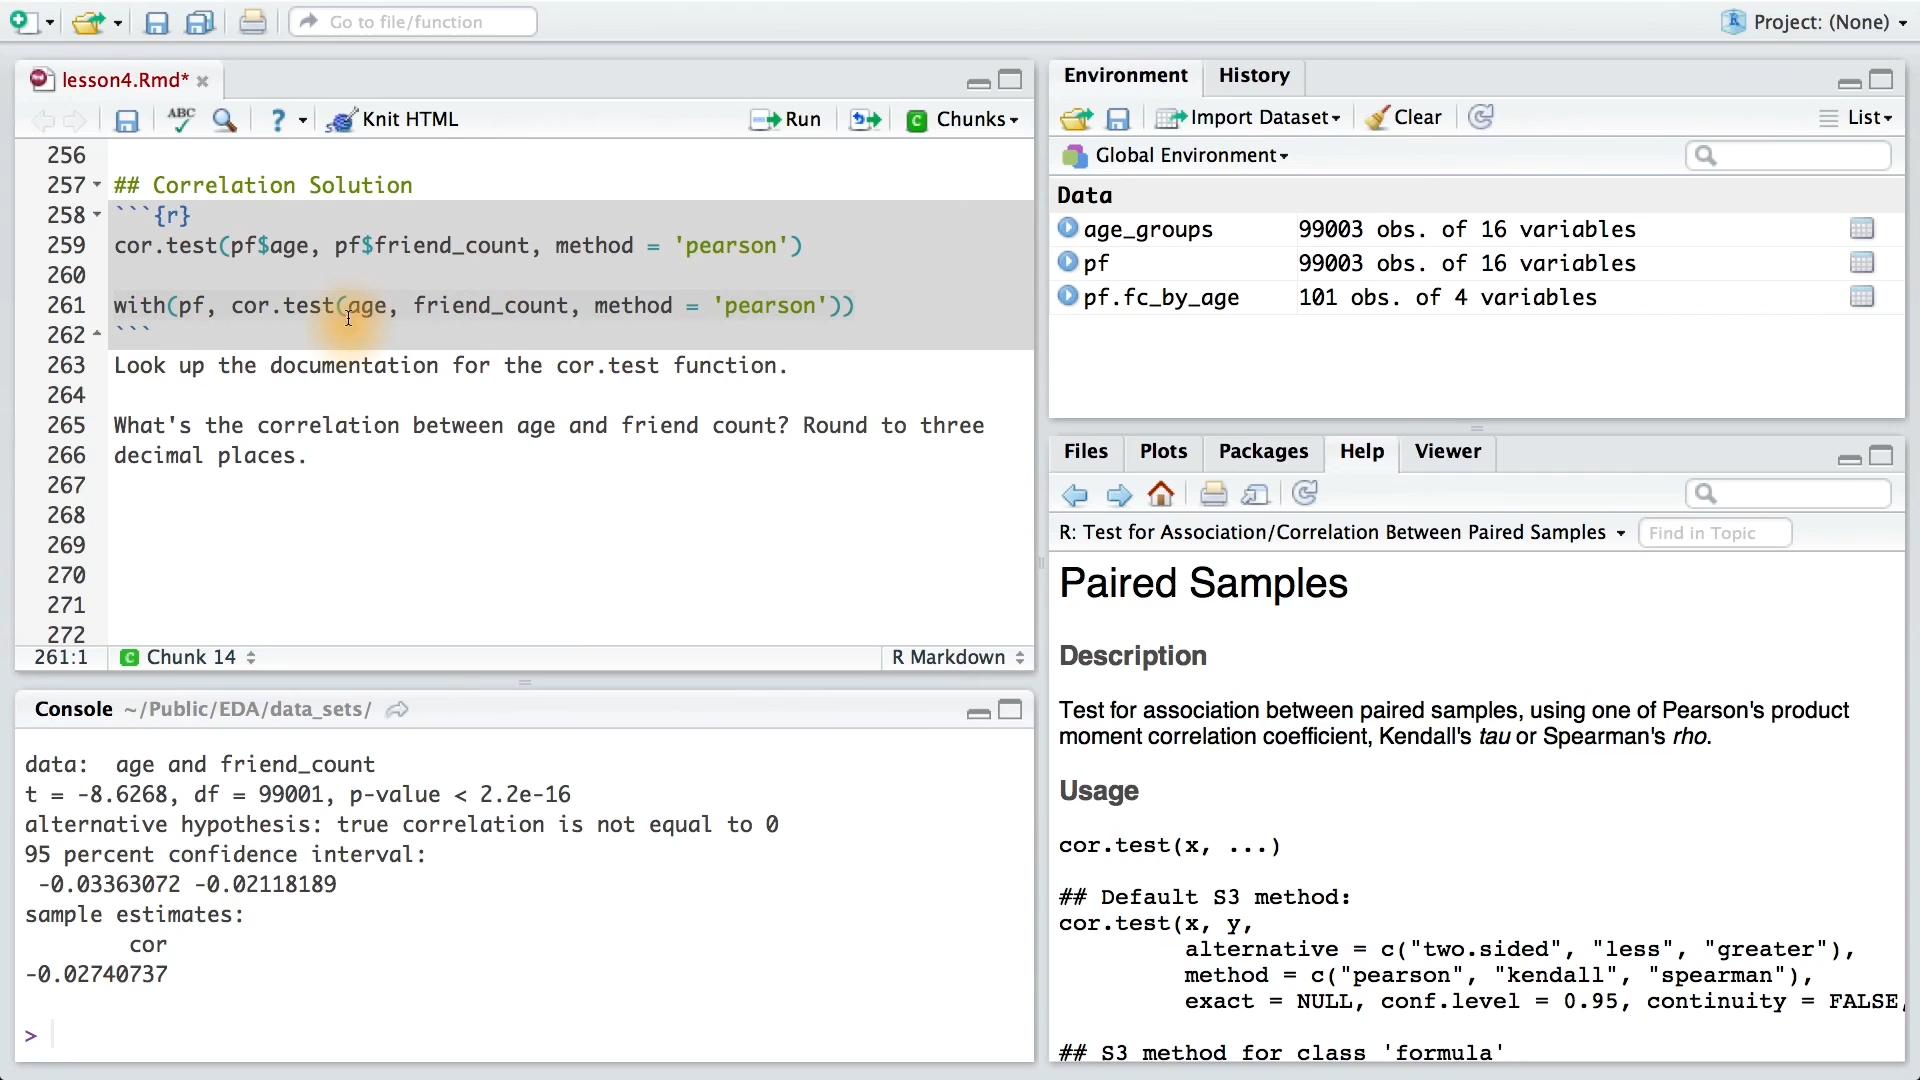 Go to file/function
Project: (None)
lesson4.Rmd*
ABC
?
Knit HTML
Run
C Chunks
256
257 ## Correlation Solution
258 ```{r}
259 cor.test(pf$age, pf$friend_count, method = 'pearson')
260
261 with(pf, cor.test(age, friend_count, method = 'pearson'))
262 ```
263 Look up the documentation for the cor.test function.
264
265 What's the correlation between age and friend count? Round to three
266 decimal places.
267
268
269
270
271
272
261:1
C Chunk 14
R Markdown
Console ~/Public/EDA/data_sets/
data:  age and friend_count
t = -8.6268, df = 99001, p-value < 2.2e-16
alternative hypothesis: true correlation is not equal to 0
95 percent confidence interval:
 -0.03363072 -0.02118189
sample estimates:
        cor
-0.02740737
>
Environment History
Import Dataset Clear List
Global Environment
Data
age_groups 99003 obs. of 16 variables
pf 99003 obs. of 16 variables
pf.fc_by_age 101 obs. of 4 variables
Files Plots Packages Help Viewer
R: Test for Association/Correlation Between Paired Samples Find in Topic
Paired Samples
Description
Test for association between paired samples, using one of Pearson's product
moment correlation coefficient, Kendall's tau or Spearman's rho.
Usage
cor.test(x, ...)
## Default S3 method:
cor.test(x, y,
         alternative = c("two.sided", "less", "greater"),
         method = c("pearson", "kendall", "spearman"),
         exact = NULL, conf.level = 0.95, continuity = FALSE,
## S3 method for class 'formula'